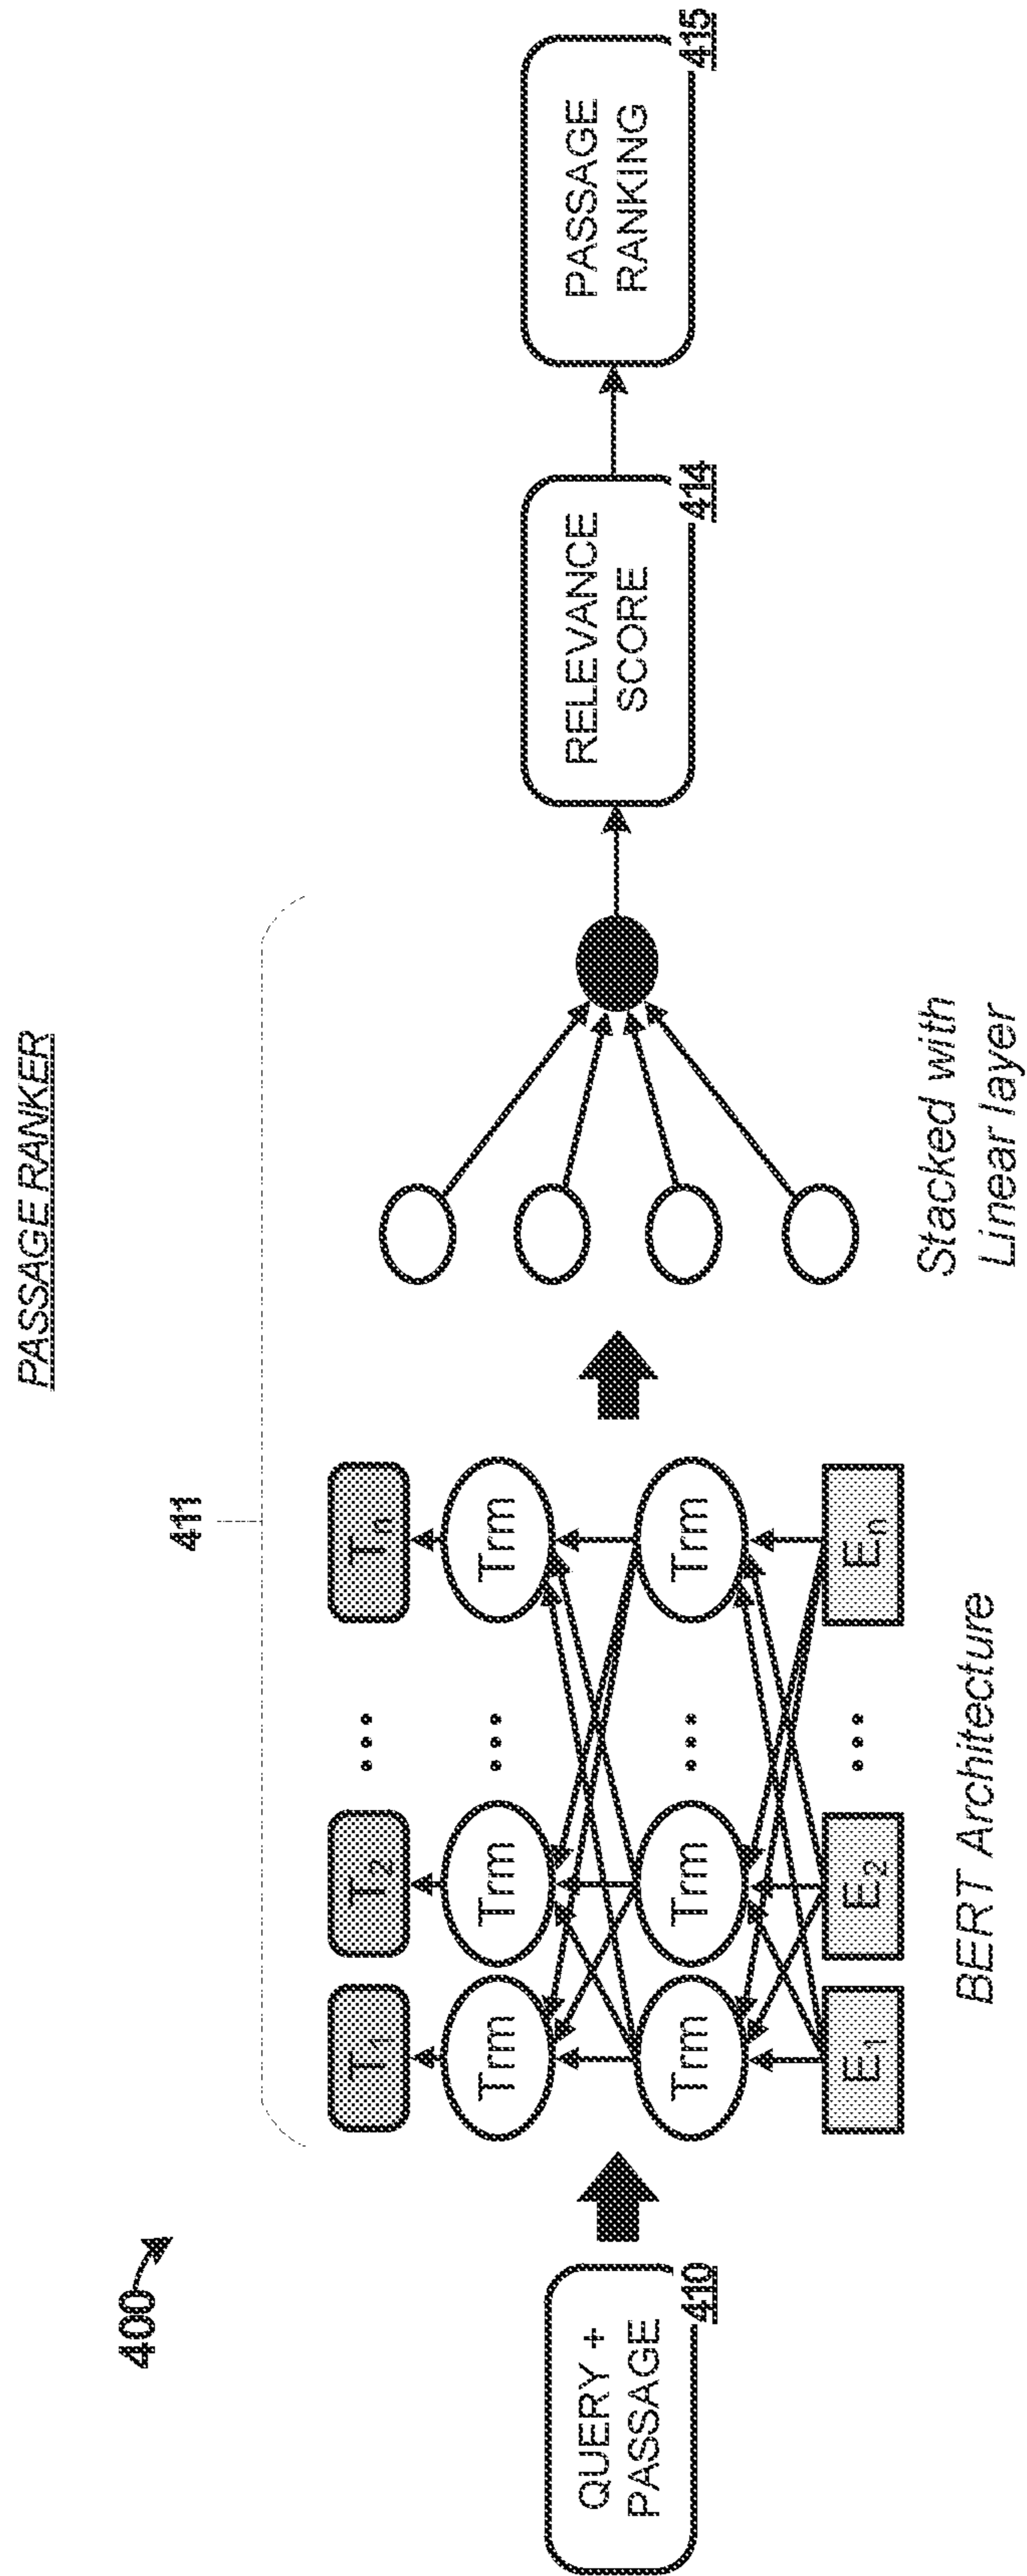 PASSAGE RANKER
400
411
QUERY +
PASSAGE
410
T1
T2
...
Tn
Trm
Trm
...
Trm
Trm
Trm
...
Trm
E1
E2
...
En
BERT Architecture
Stacked with
Linear layer
RELEVANCE
SCORE
414
PASSAGE
RANKING
415